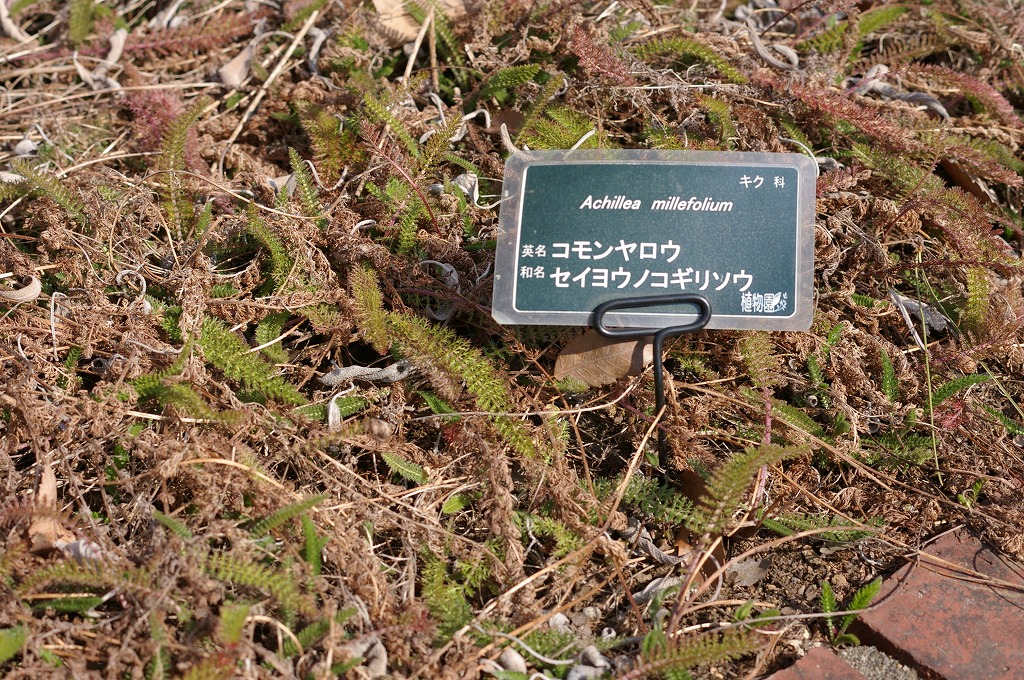 キク 科
Achillea millefolium
英名 コモンヤロウ
和名 セイヨウノコギリソウ
植物園